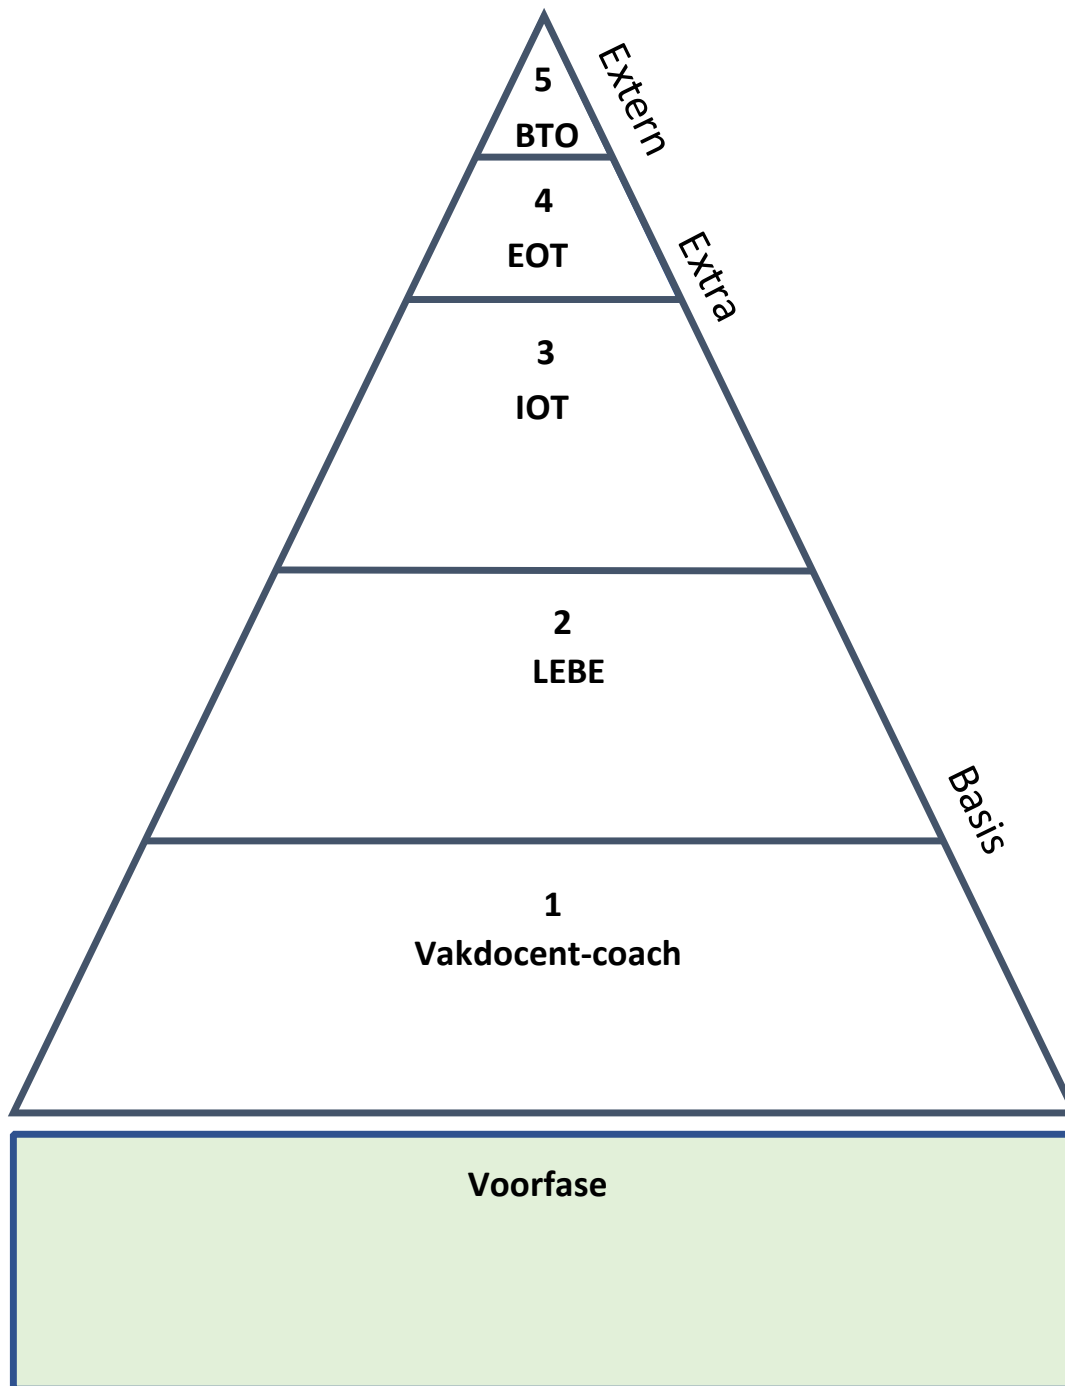 5
BTO
Extern
4
EOT
Extra
3
IOT
2
LEBE
Basis
1
Vakdocent-coach
Voorfase